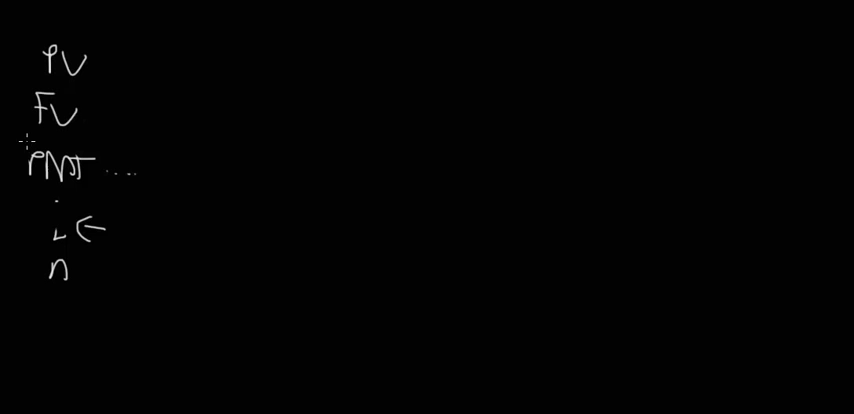 PV
FV
PMT ....
i ←
n